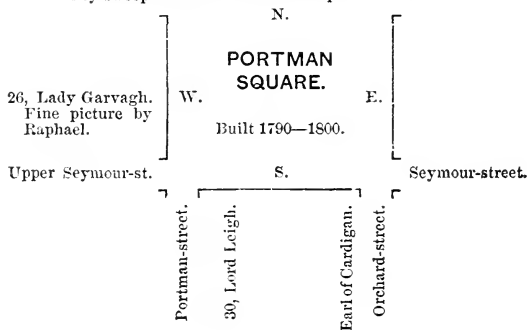 N.
PORTMAN
SQUARE.
26, Lady Garvagh.
Fine picture by
Raphael.
W.
E.
Built 1790—1800.
Upper Seymour-st.
S.
Seymour-street.
Portman-street.
30, Lord Leigh.
Earl of Cardigan.
Orchard-street.